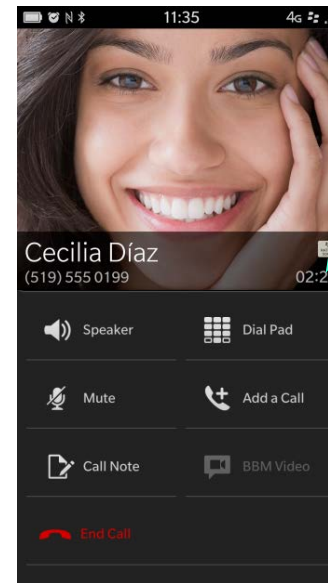 11:35 4G
Cecilia Díaz
(519) 555 0199 02:2
Speaker Dial Pad
Mute Add a Call
Call Note BBM Video
End Call